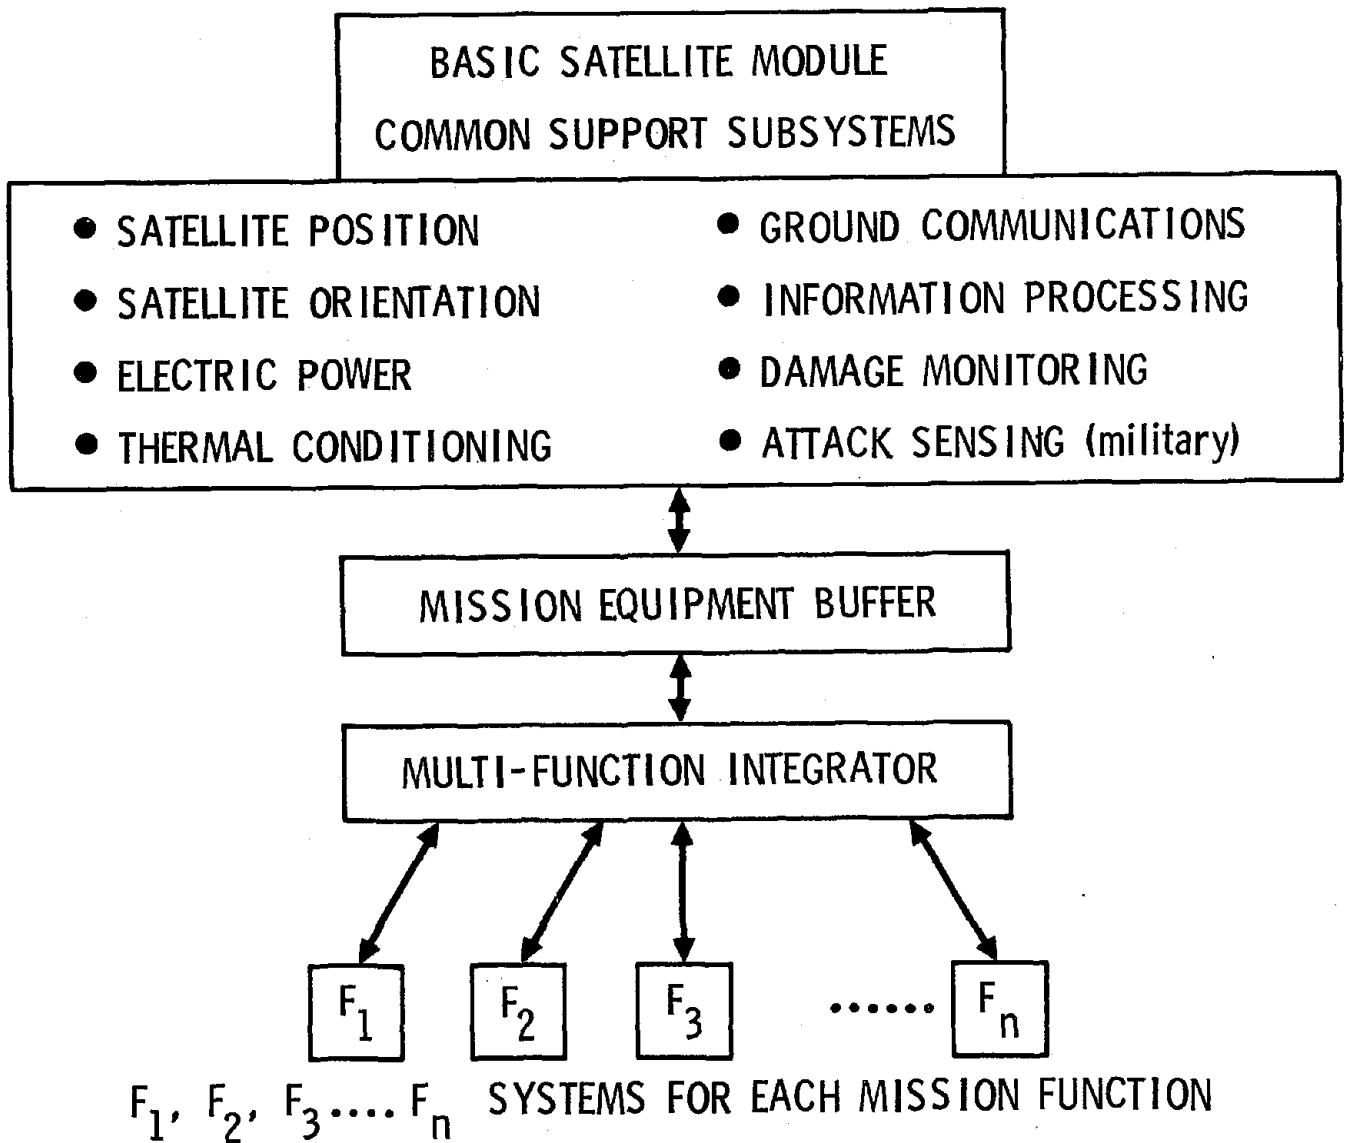 BASIC SATELLITE MODULE
COMMON SUPPORT SUBSYSTEMS
● SATELLITE POSITION
● SATELLITE ORIENTATION
● ELECTRIC POWER
● THERMAL CONDITIONING
● GROUND COMMUNICATIONS
● INFORMATION PROCESSING
● DAMAGE MONITORING
● ATTACK SENSING (military)
MISSION EQUIPMENT BUFFER
MULTI-FUNCTION INTEGRATOR
F₁ F₂ F₃ ...... Fₙ
F₁, F₂, F₃.... Fₙ SYSTEMS FOR EACH MISSION FUNCTION